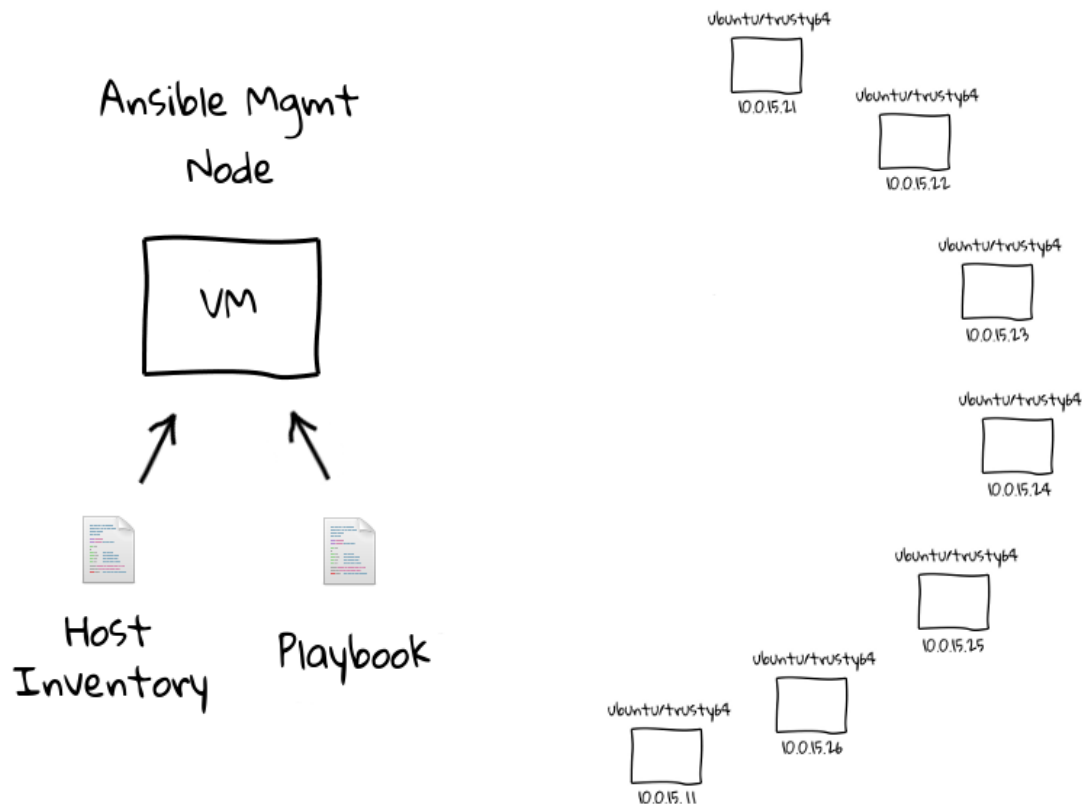 Ansible Mgmt
Node
VM
Host
Inventory
Playbook
ubuntu/trusty64
10.0.15.21
ubuntu/trusty64
10.0.15.22
ubuntu/trusty64
10.0.15.23
ubuntu/trusty64
10.0.15.24
ubuntu/trusty64
10.0.15.25
ubuntu/trusty64
10.0.15.26
ubuntu/trusty64
10.0.15.11